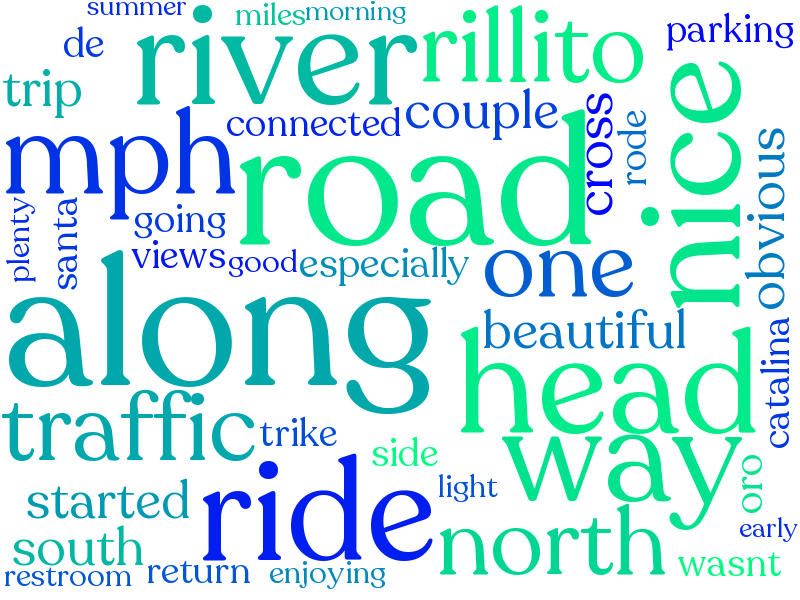 summer
miles
morning
de
river
rillito
parking
trip
nice
mph
connected
couple
cross
rode
road
obvious
plenty
santa
going
views
good
especially
one
along
beautiful
catalina
head
traffic
trike
side
way
light
oro
started
ride
north
early
south
wasnt
restroom
return
enjoying